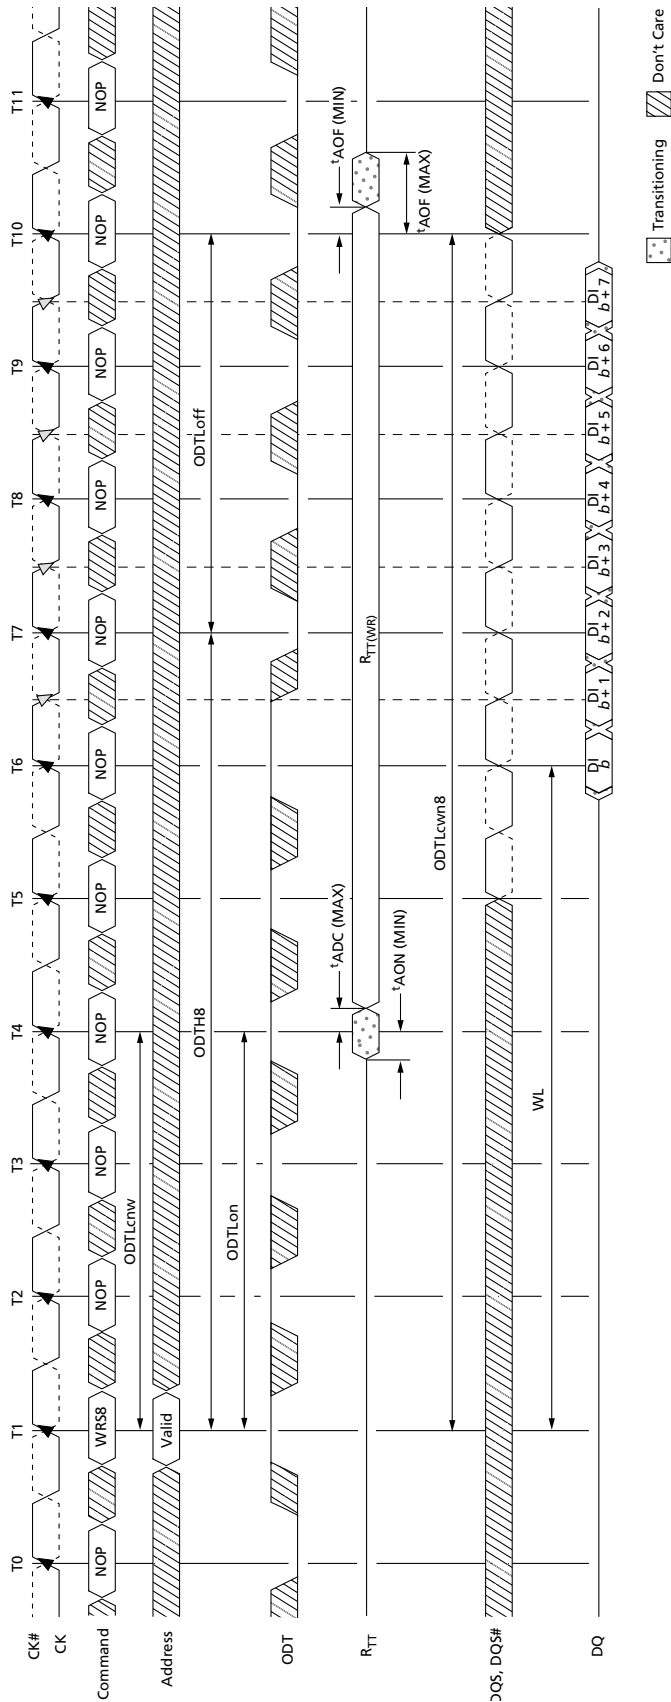 T0 T1 T2 T3 T4 T5 T6 T7 T8 T9 T10 T11
CK#
CK
Command
NOP WRS8 NOP NOP NOP NOP NOP NOP NOP NOP NOP NOP
ODTLcnw
Address
Valid
ODTH8 ODTLoff
ODTLon
ODT
tADC (MAX) tAOF (MIN)
RTT
RTT(WR)
tAON (MIN) tAOF (MAX)
ODTLcwn8
DQS, DQS#
WL
DQ
DI b DI b + 1 DI b + 2 DI b + 3 DI b + 4 DI b + 5 DI b + 6 DI b + 7
Transitioning Don't Care